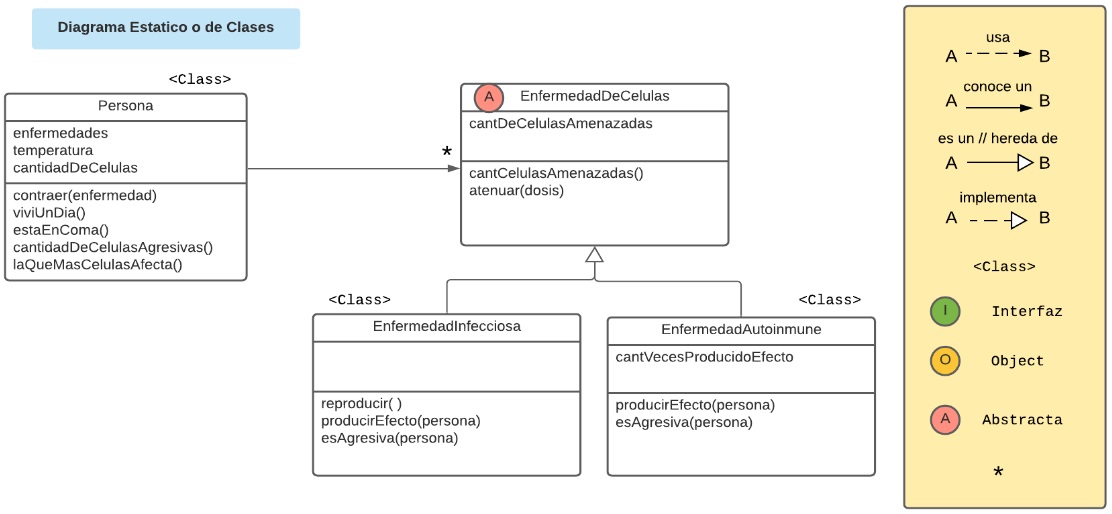 Diagrama Estatico o de Clases
<Class>
Persona
enfermedades
temperatura
cantidadDeCelulas
contraer(enfermedad)
viviUnDia()
estaEnComa()
cantidadDeCelulasAgresivas()
laQueMasCelulasAfecta()
*
A
EnfermedadDeCelulas
cantDeCelulasAmenazadas
cantCelulasAmenazadas()
atenuar(dosis)
<Class>
EnfermedadInfecciosa
reproducir( )
producirEfecto(persona)
esAgresiva(persona)
<Class>
EnfermedadAutoinmune
cantVecesProducidoEfecto
producirEfecto(persona)
esAgresiva(persona)
usa
A B
conoce un
A B
es un // hereda de
A B
implementa
A B
<Class>
I Interfaz
O Object
A Abstracta
*